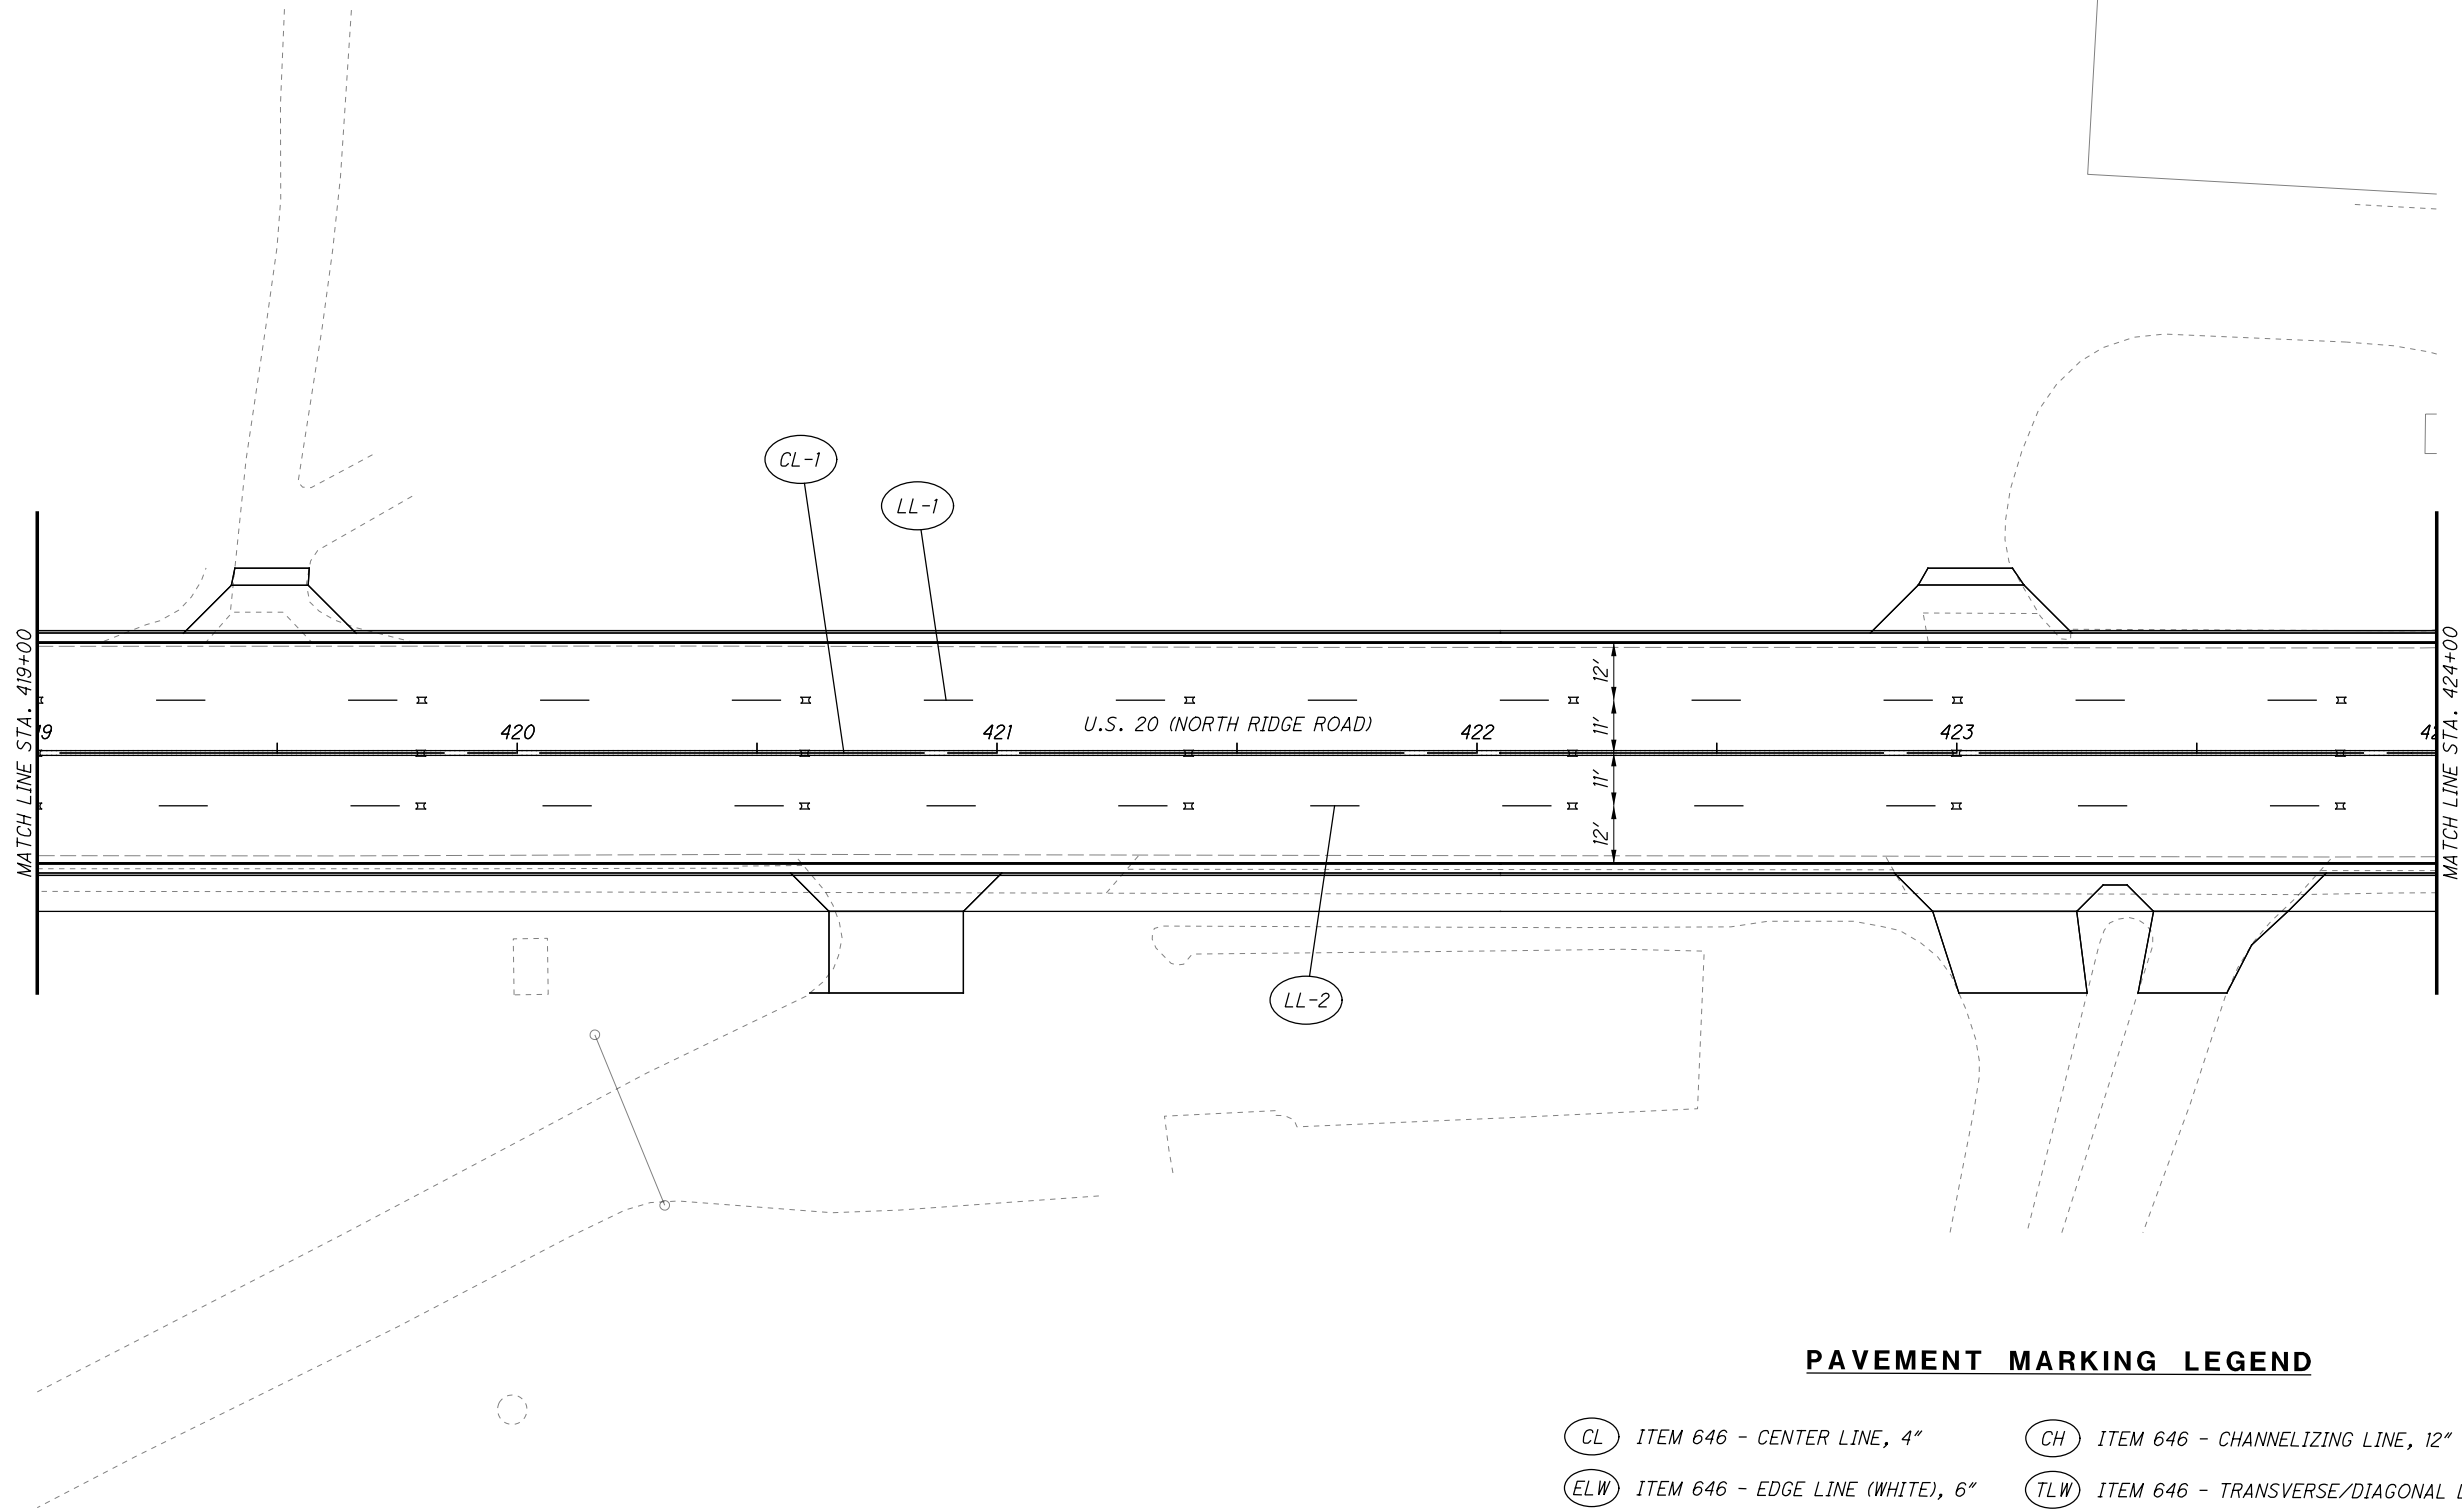 CL-1
LL-1
MATCH LINE STA. 419+00
MATCH LINE STA. 424+00
12'
11'
U.S. 20 (NORTH RIDGE ROAD)
420
421
422
423
11'
12'
LL-2
PAVEMENT MARKING LEGEND
CL ITEM 646 - CENTER LINE, 4"
CH ITEM 646 - CHANNELIZING LINE, 12"
ELW ITEM 646 - EDGE LINE (WHITE), 6"
TLW ITEM 646 - TRANSVERSE/DIAGONAL